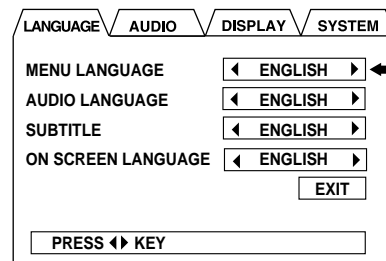 LANGUAGE AUDIO DISPLAY SYSTEM
MENU LANGUAGE ENGLISH
AUDIO LANGUAGE ENGLISH
SUBTITLE ENGLISH
ON SCREEN LANGUAGE ENGLISH
EXIT
PRESS KEY